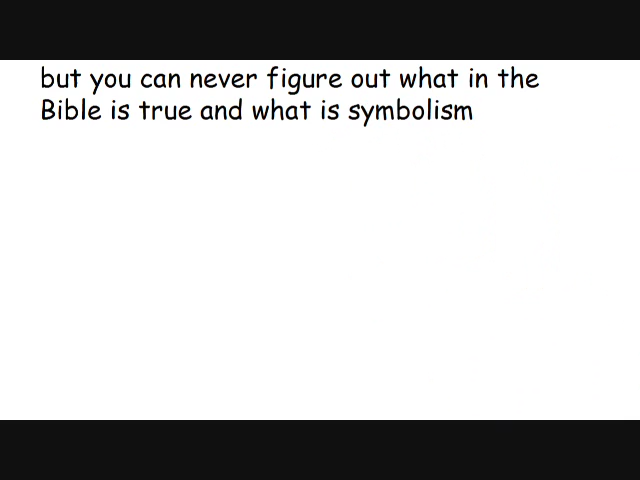 but you can never figure out what in the
Bible is true and what is symbolism